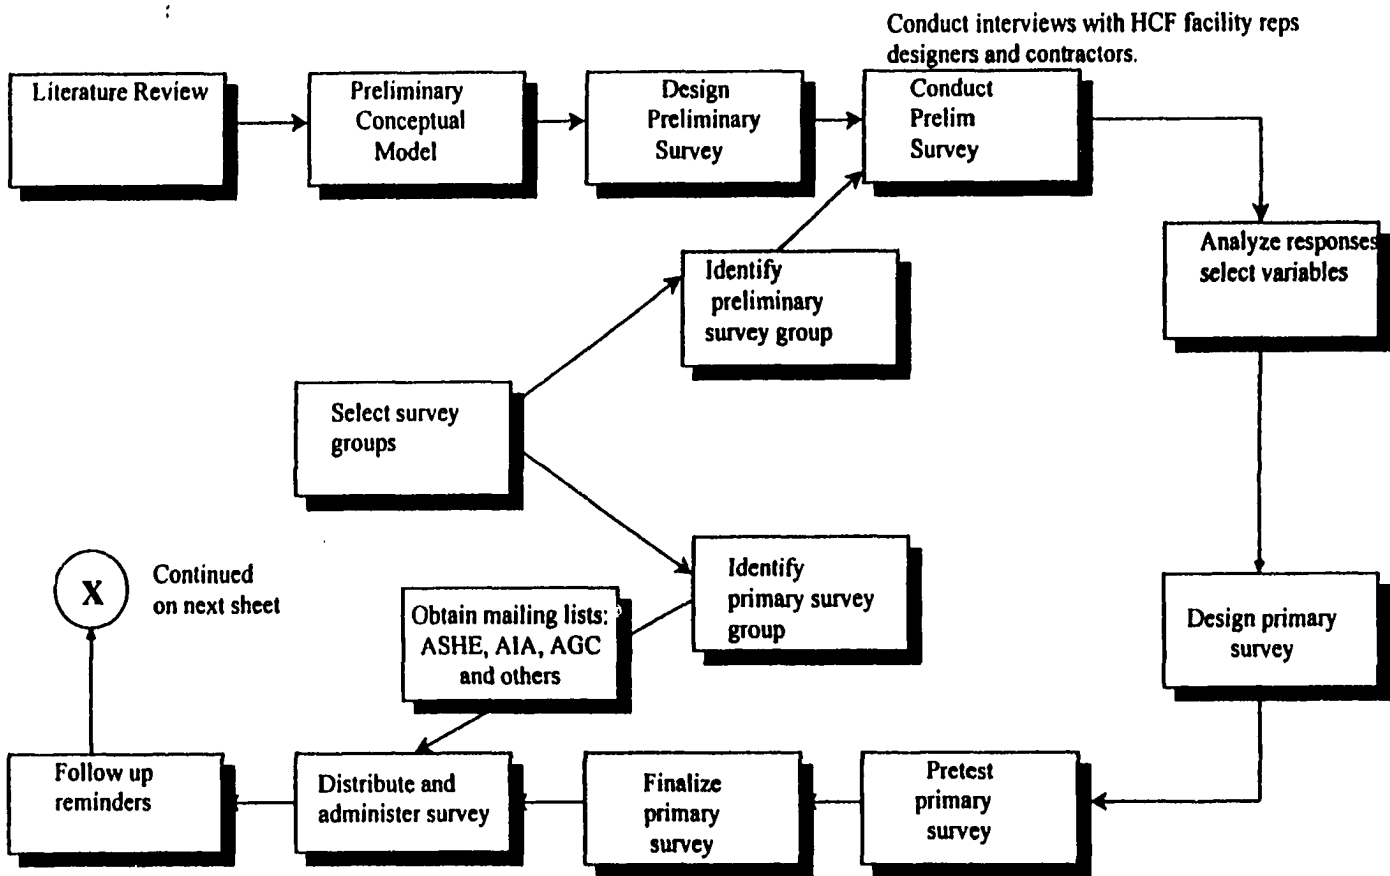 Conduct interviews with HCF facility reps
designers and contractors.
Literature Review
Preliminary
Conceptual
Model
Design
Preliminary
Survey
Conduct
Prelim
Survey
Analyze responses
select variables
Identify
preliminary
survey group
Select survey
groups
Identify
primary survey
group
Obtain mailing lists:
ASHE, AIA, AGC
and others
X
Continued
on next sheet
Design primary
survey
Follow up
reminders
Distribute and
administer survey
Finalize
primary
survey
Pretest
primary
survey